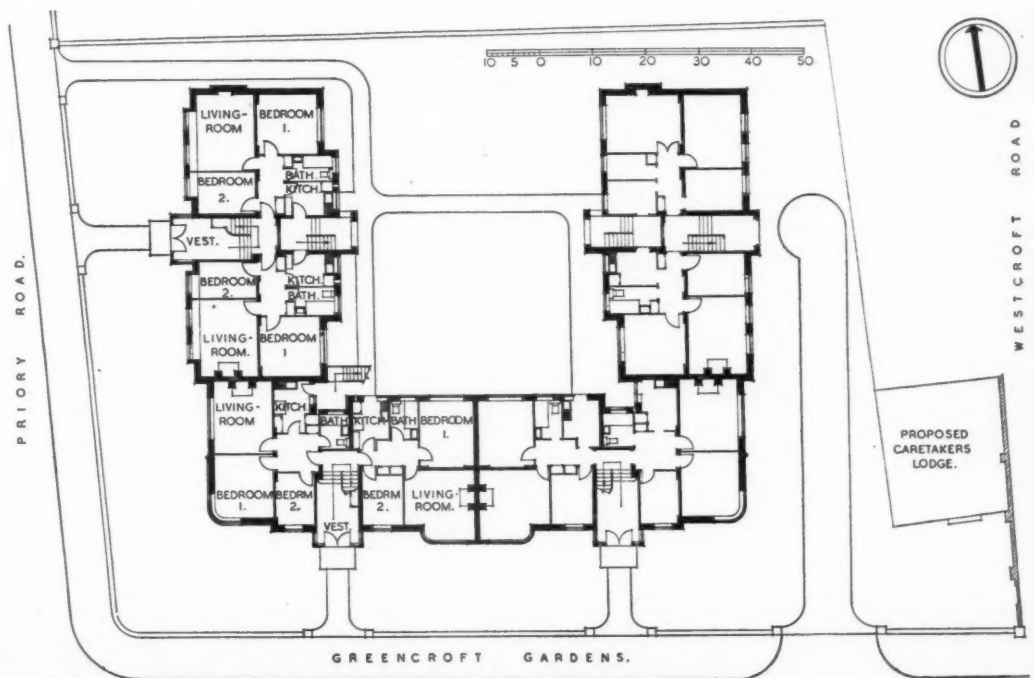 10 5 0 10 20 30 40 50
PRIORY ROAD.
WESTCROFT ROAD
LIVING-
ROOM
BEDROOM
1.
BATH.
KITCH.
BEDROOM
2.
VEST.
BEDROOM
2.
KITCH.
BATH.
LIVING-
ROOM.
BEDROOM
1
LIVING-
ROOM
KITCH.
BATH.
KITCH.
BATH.
BEDROOM
1.
BEDROOM
1.
BEDRM
2.
VEST.
BEDRM
2.
LIVING-
ROOM.
PROPOSED
CARETAKERS
LODGE.
GREENCROFT GARDENS.